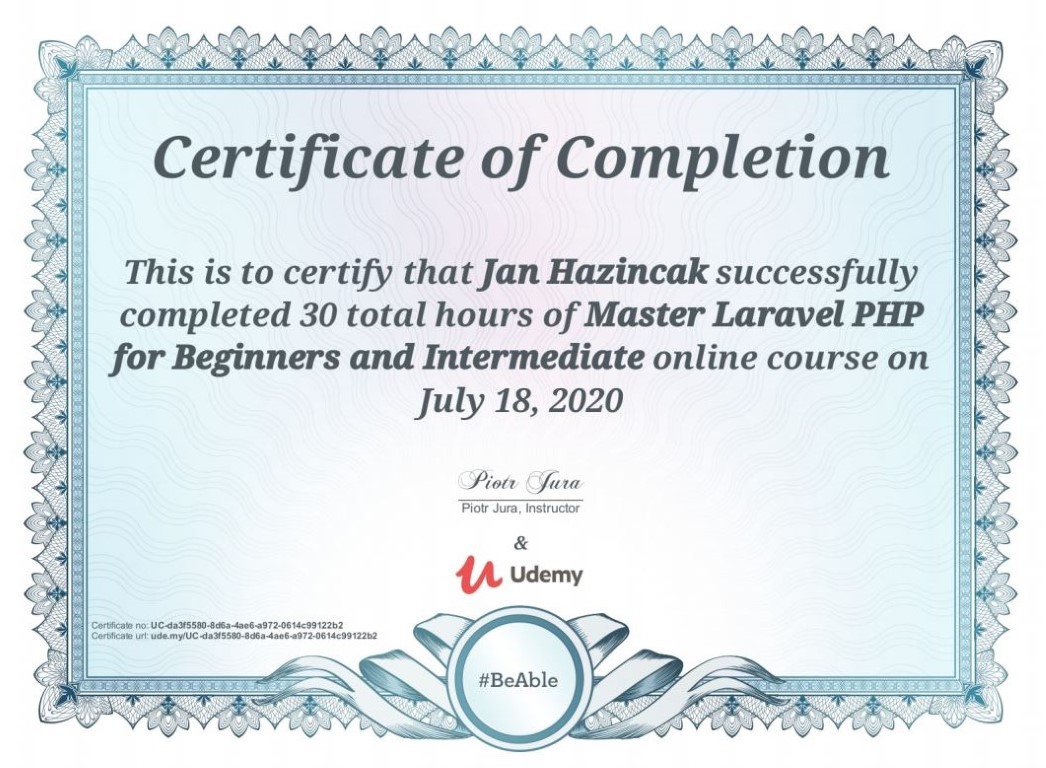 Certificate of Completion
This is to certify that Jan Hazincak successfully
completed 30 total hours of Master Laravel PHP
for Beginners and Intermediate online course on
July 18, 2020
Piotr Jura
Piotr Jura, Instructor
&
Udemy
Certificate no: UC-da3f5580-8d6a-4ae6-a972-0614c99122b2
Certificate url: ude.my/UC-da3f5580-8d6a-4ae6-a972-0614c99122b2
#BeAble